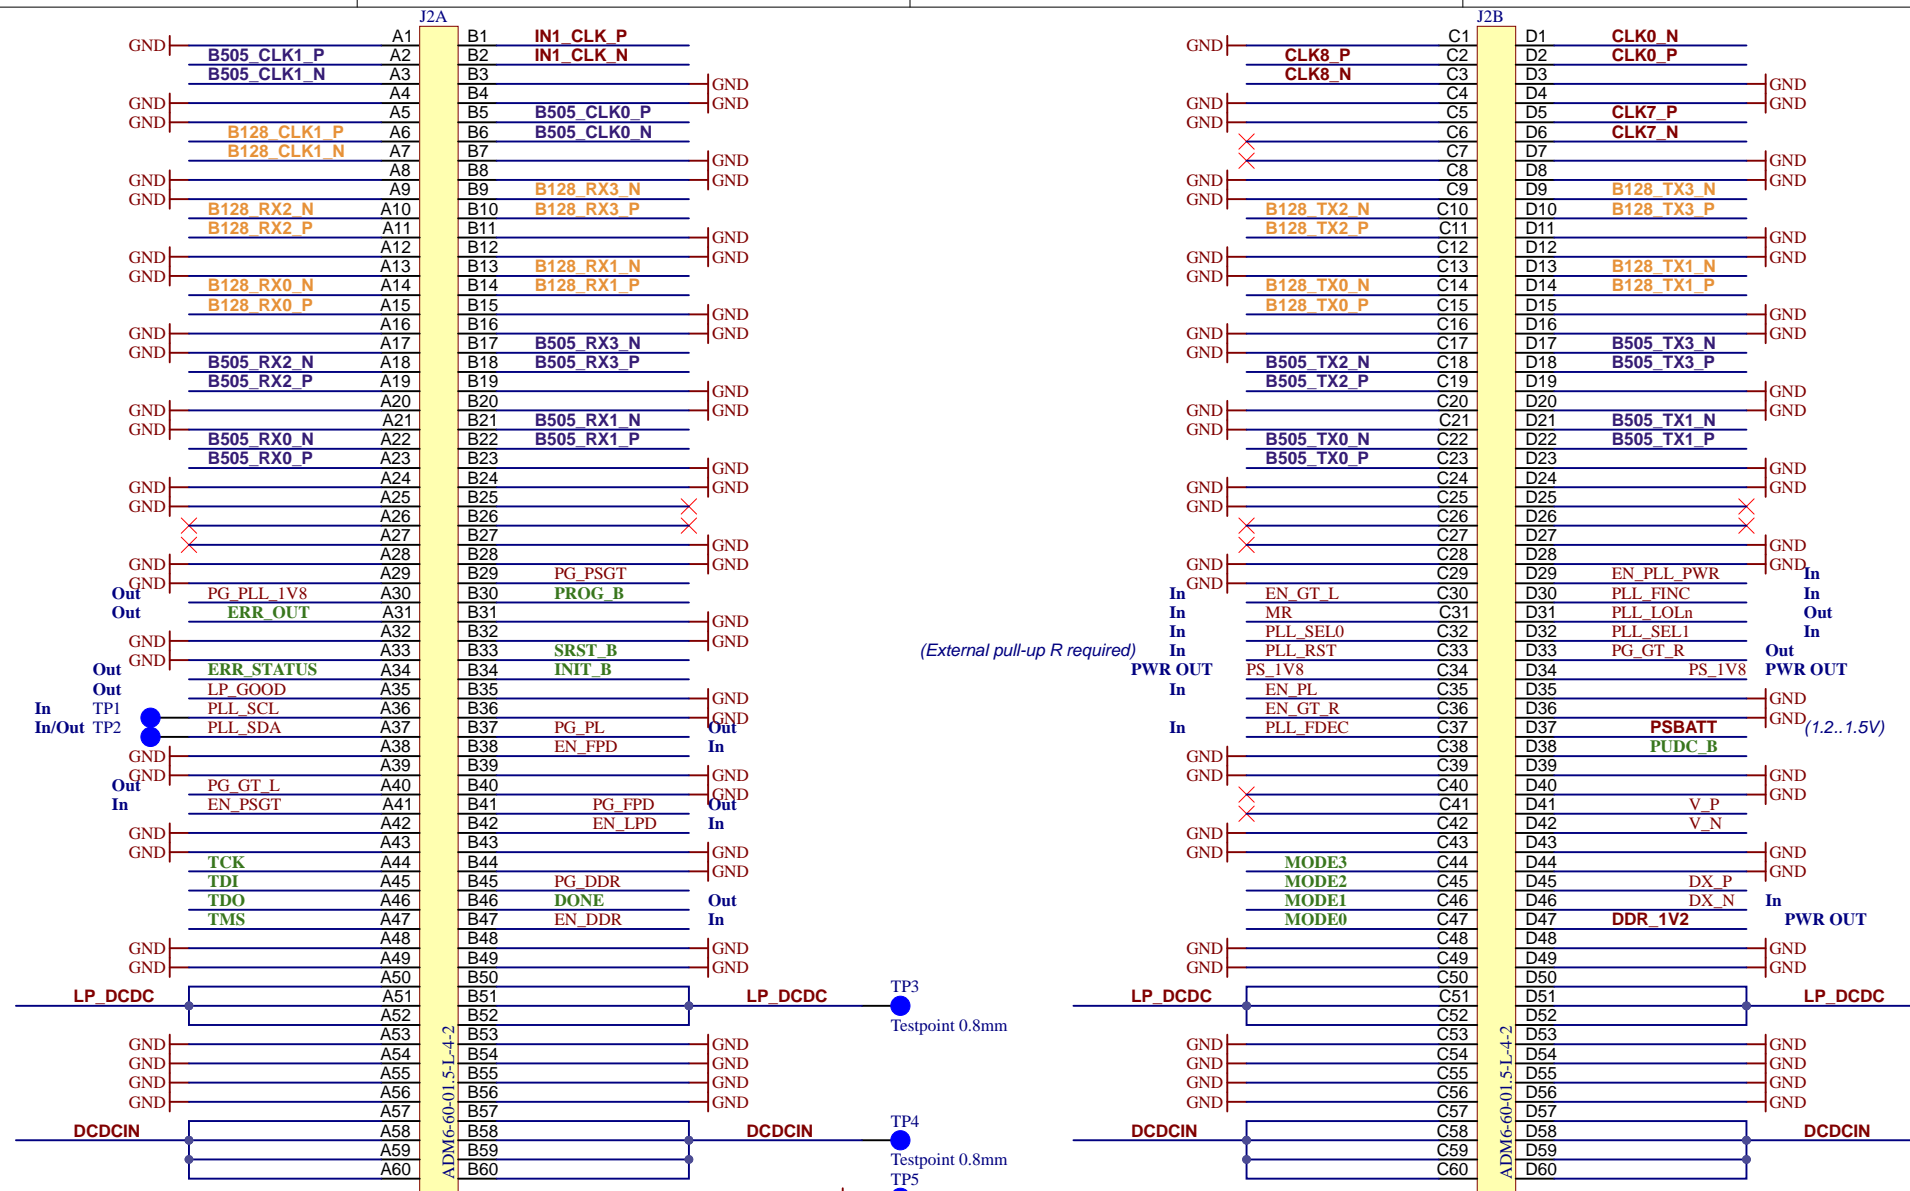 J2A
GND A1 B1 IN1_CLK_P
B505_CLK1_P A2 B2 IN1_CLK_N
B505_CLK1_N A3 B3 GND
GND A4 B4 GND
GND A5 B5 B505_CLK0_P
B128_CLK1_P A6 B6 B505_CLK0_N
B128_CLK1_N A7 B7 GND
GND A8 B8 GND
GND A9 B9 B128_RX3_N
B128_RX2_N A10 B10 B128_RX3_P
B128_RX2_P A11 B11 GND
GND A12 B12 GND
GND A13 B13 B128_RX1_N
B128_RX0_N A14 B14 B128_RX1_P
B128_RX0_P A15 B15 GND
GND A16 B16 GND
GND A17 B17 B505_RX3_N
B505_RX2_N A18 B18 B505_RX3_P
B505_RX2_P A19 B19 GND
GND A20 B20 GND
GND A21 B21 B505_RX1_N
B505_RX0_N A22 B22 B505_RX1_P
B505_RX0_P A23 B23 GND
GND A24 B24 GND
GND A25 B25
A26 B26
A27 B27 GND
GND A28 B28 GND
GND A29 B29 PG_PSGT
Out PG_PLL_1V8 A30 B30 PROG_B
Out ERR_OUT A31 B31 GND
GND A32 B32 GND
GND A33 B33 SRST_B
Out ERR_STATUS A34 B34 INIT_B
Out LP_GOOD A35 B35 GND
In TP1 PLL_SCL A36 B36 GND
In/Out TP2 PLL_SDA A37 B37 PG_PL Out
GND A38 B38 EN_FPD In
GND A39 B39 GND
Out PG_GT_L A40 B40 GND
In EN_PSGT A41 B41 PG_FPD Out
GND A42 B42 EN_LPD In
GND A43 B43 GND
TCK A44 B44 GND
TDI A45 B45 PG_DDR
TDO A46 B46 DONE Out
TMS A47 B47 EN_DDR In
GND A48 B48 GND
GND A49 B49 GND
A50 B50
LP_DCDC A51 B51 LP_DCDC TP3
A52 B52 Testpoint 0.8mm
GND A53 B53 GND
GND A54 B54 GND
GND A55 B55 GND
GND A56 B56 GND
A57 B57
DCDCIN A58 B58 DCDCIN TP4
A59 B59 Testpoint 0.8mm
A60 B60 TP5
ADM6-60-01.5-L-4-2
J2B
GND C1 D1 CLK0_N
CLK8_P C2 D2 CLK0_P
CLK8_N C3 D3 GND
GND C4 D4 GND
GND C5 D5 CLK7_P
C6 D6 CLK7_N
C7 D7 GND
GND C8 D8 GND
GND C9 D9 B128_TX3_N
B128_TX2_N C10 D10 B128_TX3_P
B128_TX2_P C11 D11 GND
GND C12 D12 GND
GND C13 D13 B128_TX1_N
B128_TX0_N C14 D14 B128_TX1_P
B128_TX0_P C15 D15 GND
GND C16 D16 GND
GND C17 D17 B505_TX3_N
B505_TX2_N C18 D18 B505_TX3_P
B505_TX2_P C19 D19 GND
GND C20 D20 GND
GND C21 D21 B505_TX1_N
B505_TX0_N C22 D22 B505_TX1_P
B505_TX0_P C23 D23 GND
GND C24 D24 GND
GND C25 D25
C26 D26
C27 D27 GND
GND C28 D28 GND
GND C29 D29 EN_PLL_PWR In
In EN_GT_L C30 D30 PLL_FINC In
In MR C31 D31 PLL_LOLn Out
In PLL_SEL0 C32 D32 PLL_SEL1 In
(External pull-up R required) In PLL_RST C33 D33 PG_GT_R Out
PWR OUT PS_1V8 C34 D34 PS_1V8 PWR OUT
In EN_PL C35 D35 GND
EN_GT_R C36 D36 GND
In PLL_FDEC C37 D37 PSBATT (1.2..1.5V)
GND C38 D38 PUDC_B
GND C39 D39 GND
C40 D40 GND
C41 D41 V_P
GND C42 D42 V_N
GND C43 D43 GND
MODE3 C44 D44 GND
MODE2 C45 D45 DX_P
MODE1 C46 D46 DX_N In
MODE0 C47 D47 DDR_1V2 PWR OUT
GND C48 D48 GND
GND C49 D49 GND
C50 D50
LP_DCDC C51 D51 LP_DCDC
C52 D52
GND C53 D53 GND
GND C54 D54 GND
GND C55 D55 GND
GND C56 D56 GND
C57 D57
DCDCIN C58 D58 DCDCIN
C59 D59
C60 D60
ADM6-60-01.5-L-4-2